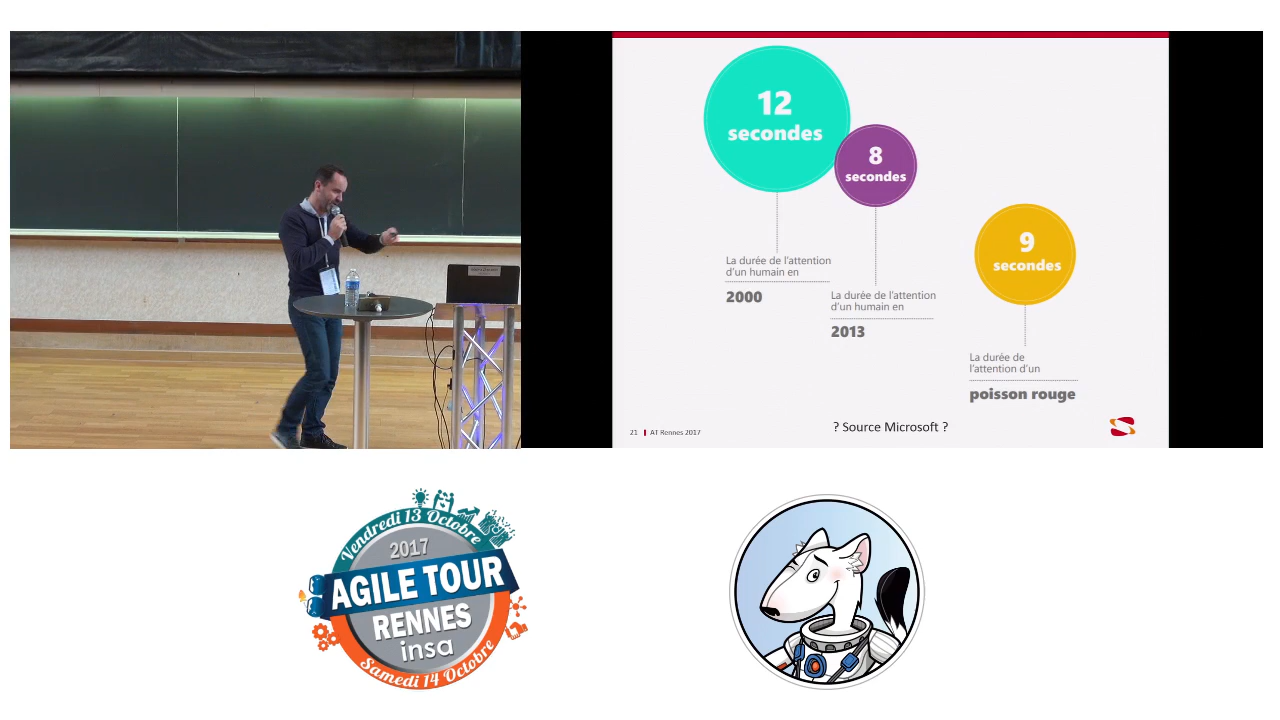 12
secondes
8
secondes
9
secondes
La durée de l'attention
d'un humain en
2000
La durée de l'attention
d'un humain en
2013
La durée de
l'attention d'un
poisson rouge
21 AT Rennes 2017
? Source Microsoft ?
Vendredi 13 Octobre
2017
AGILE TOUR
RENNES
insa
Samedi 14 Octobre